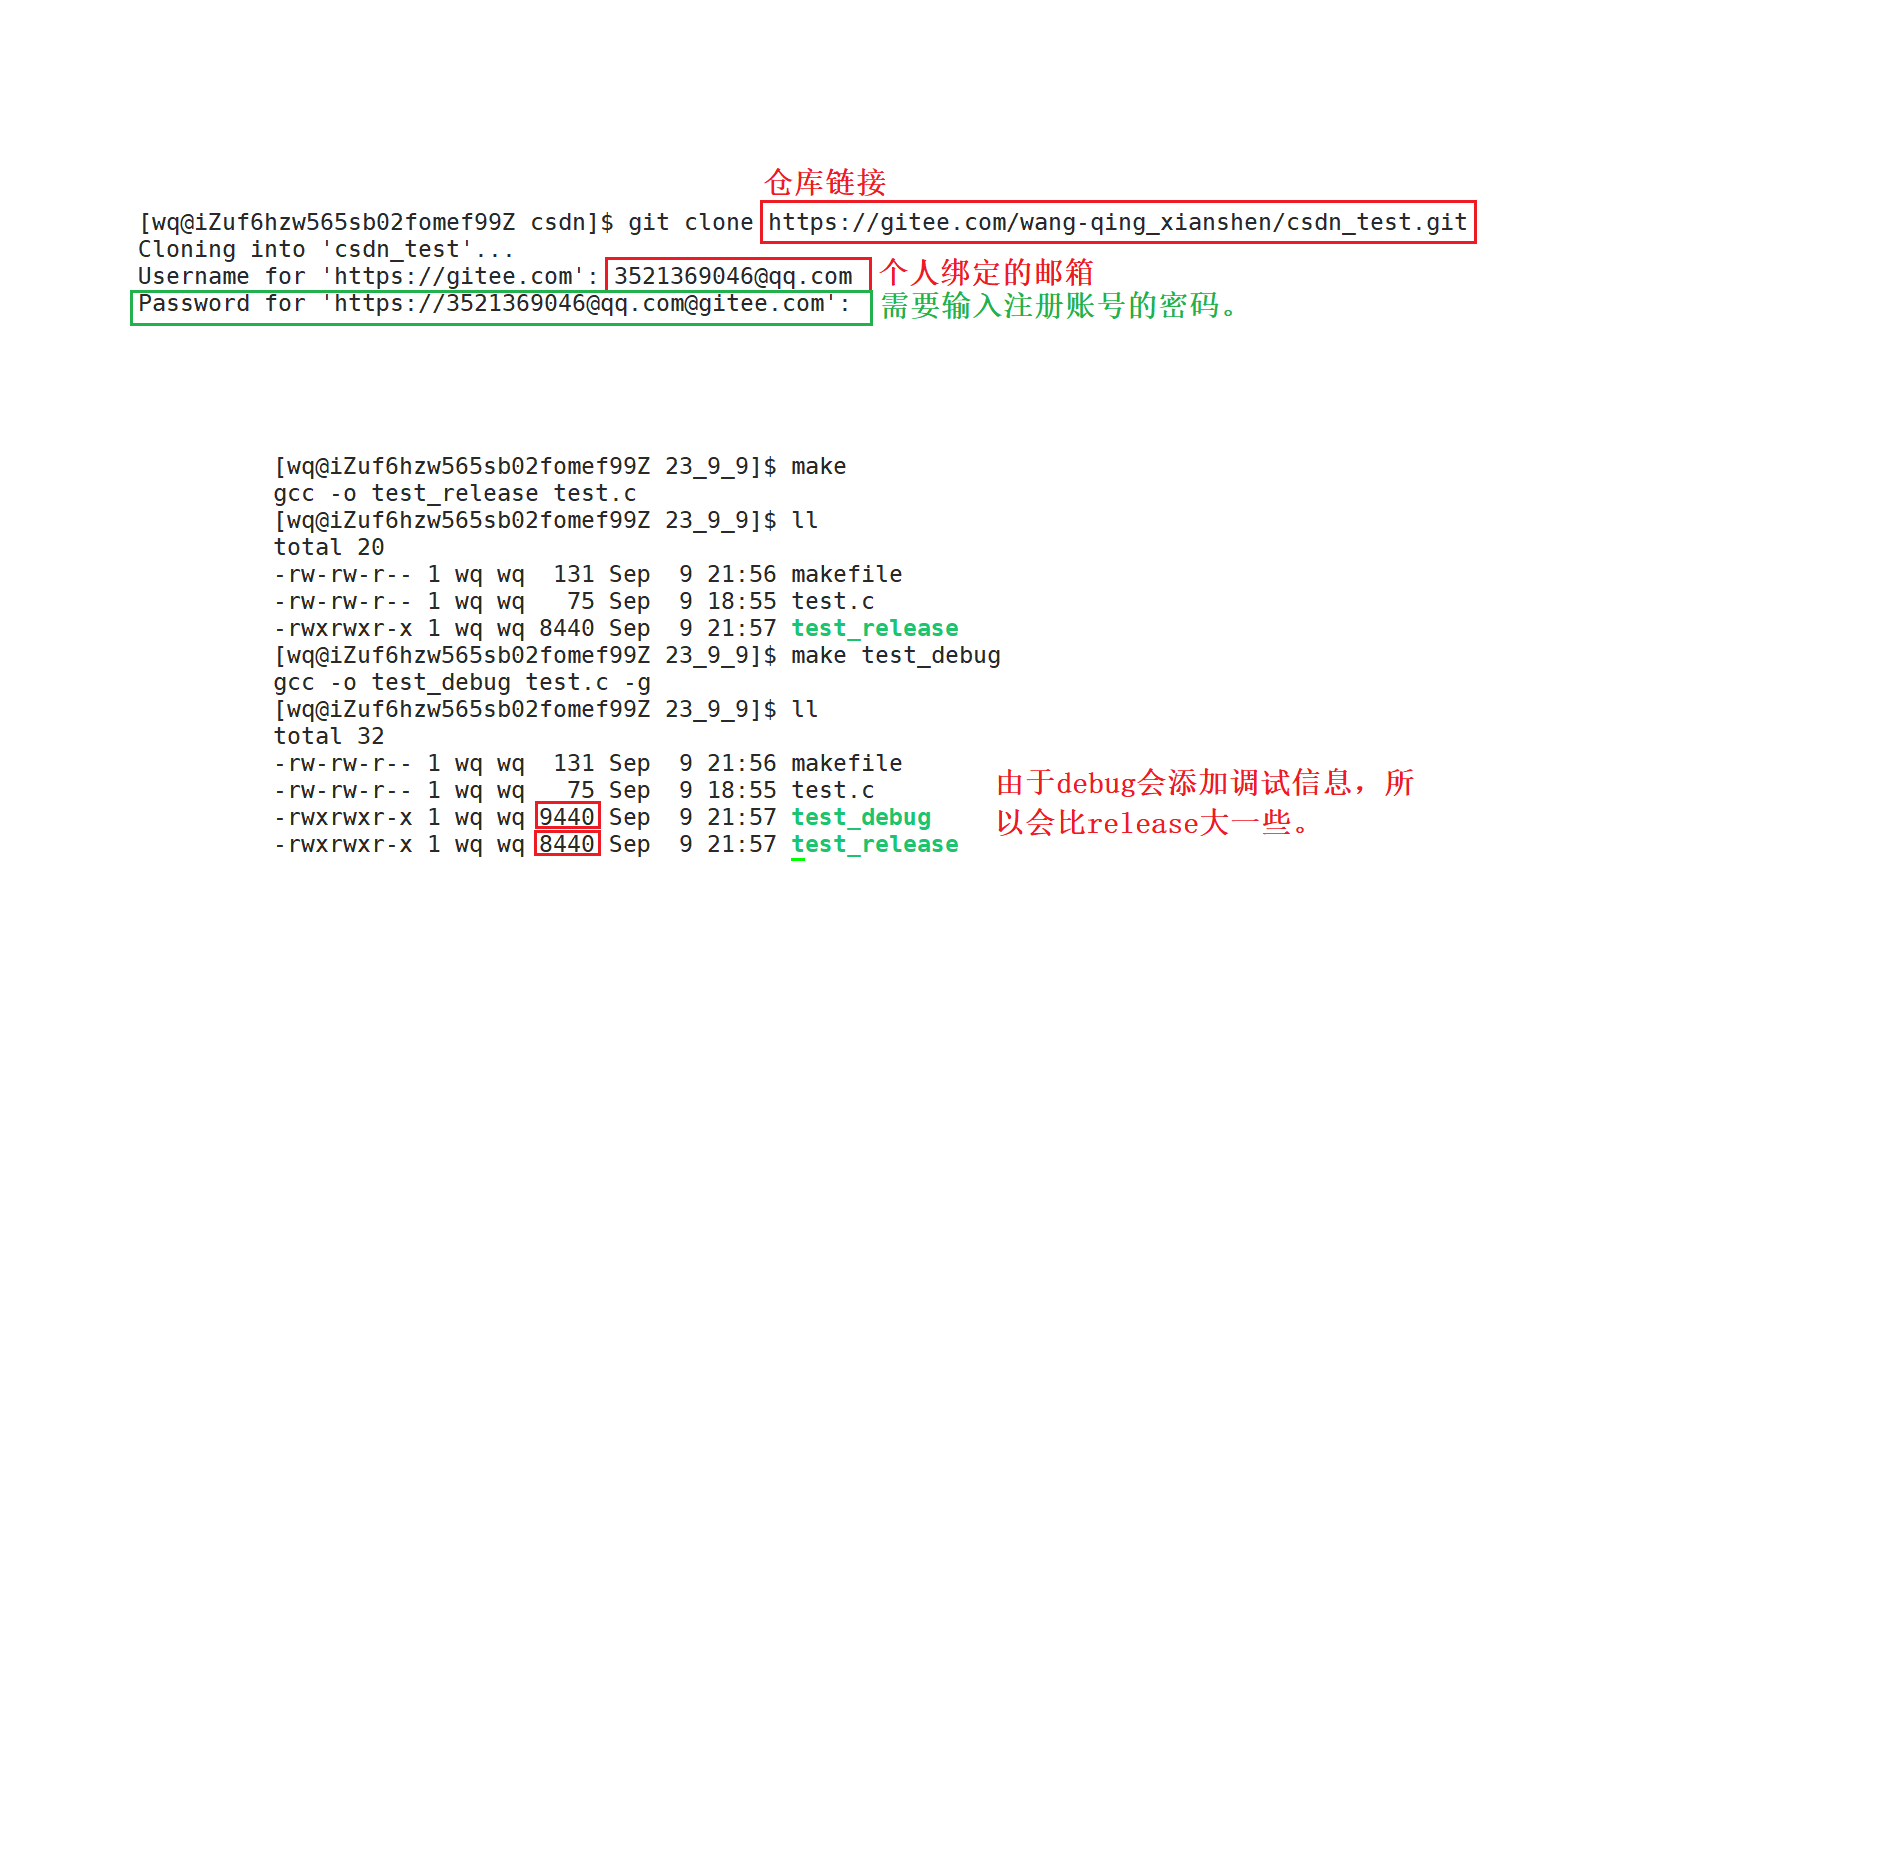 仓库链接
[wq@iZuf6hzw565sb02fomef99Z csdn]$ git clone https://gitee.com/wang-qing_xianshen/csdn_test.git
Cloning into 'csdn_test'...
Username for 'https://gitee.com': 3521369046@qq.com 个人绑定的邮箱
Password for 'https://3521369046@qq.com@gitee.com': 需要输入注册账号的密码。
[wq@iZuf6hzw565sb02fomef99Z 23_9_9]$ make
gcc -o test_release test.c
[wq@iZuf6hzw565sb02fomef99Z 23_9_9]$ ll
total 20
-rw-rw-r-- 1 wq wq  131 Sep  9 21:56 makefile
-rw-rw-r-- 1 wq wq   75 Sep  9 18:55 test.c
-rwxrwxr-x 1 wq wq 8440 Sep  9 21:57 test_release
[wq@iZuf6hzw565sb02fomef99Z 23_9_9]$ make test_debug
gcc -o test_debug test.c -g
[wq@iZuf6hzw565sb02fomef99Z 23_9_9]$ ll
total 32
-rw-rw-r-- 1 wq wq  131 Sep  9 21:56 makefile
-rw-rw-r-- 1 wq wq   75 Sep  9 18:55 test.c
-rwxrwxr-x 1 wq wq 9440 Sep  9 21:57 test_debug
-rwxrwxr-x 1 wq wq 8440 Sep  9 21:57 test_release
由于debug会添加调试信息，所
以会比release大一些。